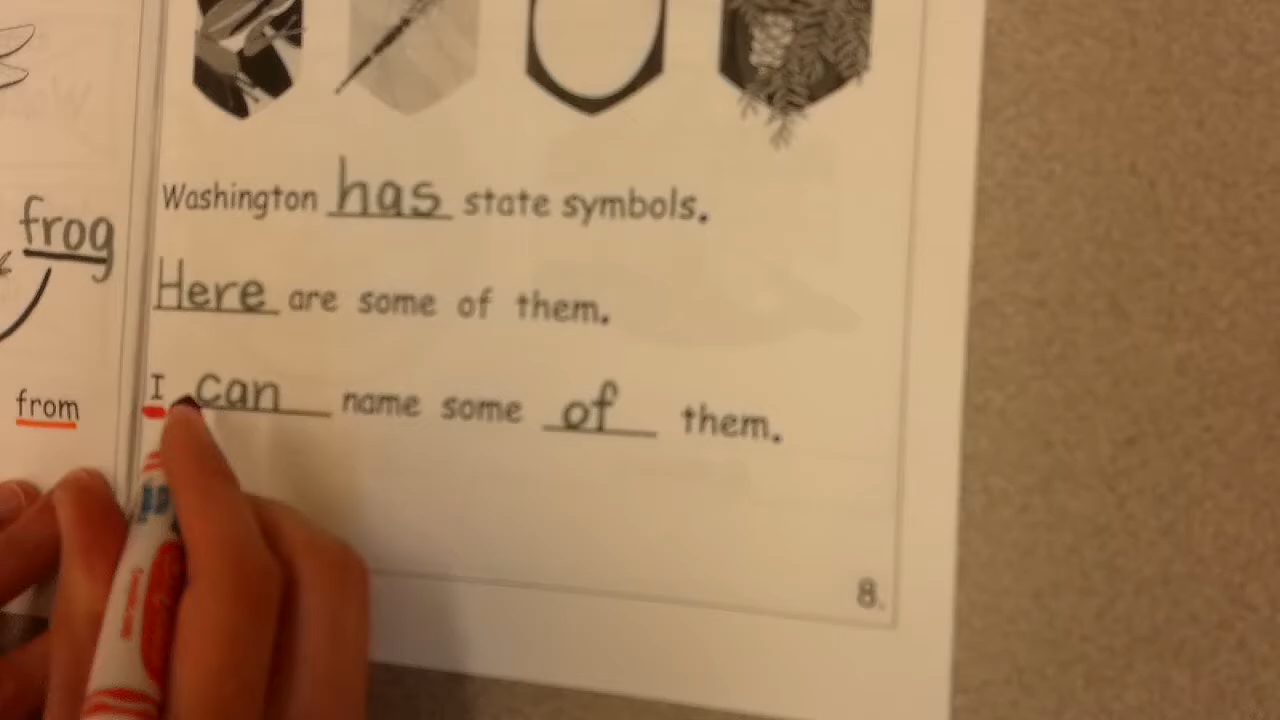 frog
from
Washington has state symbols.
Here are some of them.
I can name some of them.
8.